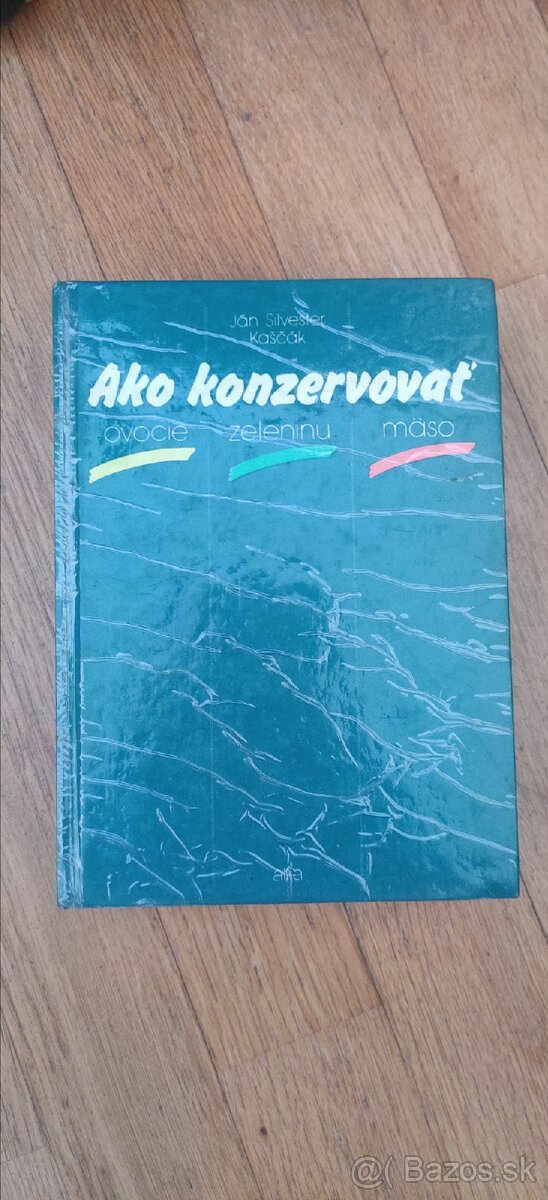 Ján Silvester
Kaščák
Ako konzervovať
ovocie zeleninu mäso
alfa
@( Bazos.sk